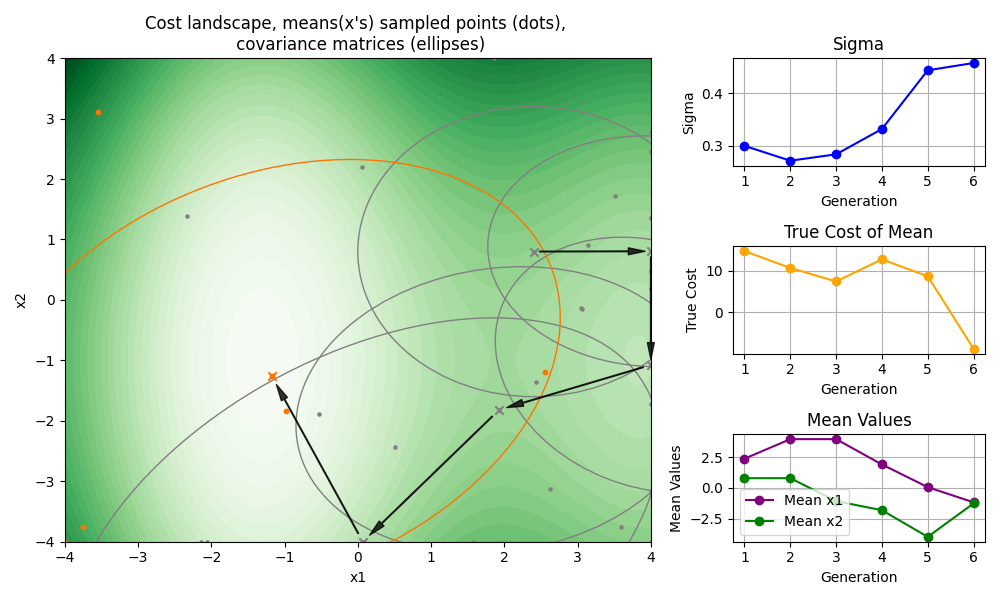 Cost landscape, means(x's) sampled points (dots),
covariance matrices (ellipses)
4
3
2
1
0
−1
−2
−3
−4
x2
−4
−3
−2
−1
0
1
2
3
4
x1
Sigma
0.4
0.3
Sigma
1
2
3
4
5
6
Generation
True Cost of Mean
10
0
True Cost
1
2
3
4
5
6
Generation
Mean Values
2.5
0.0
−2.5
Mean Values
Mean x1
Mean x2
1
2
3
4
5
6
Generation